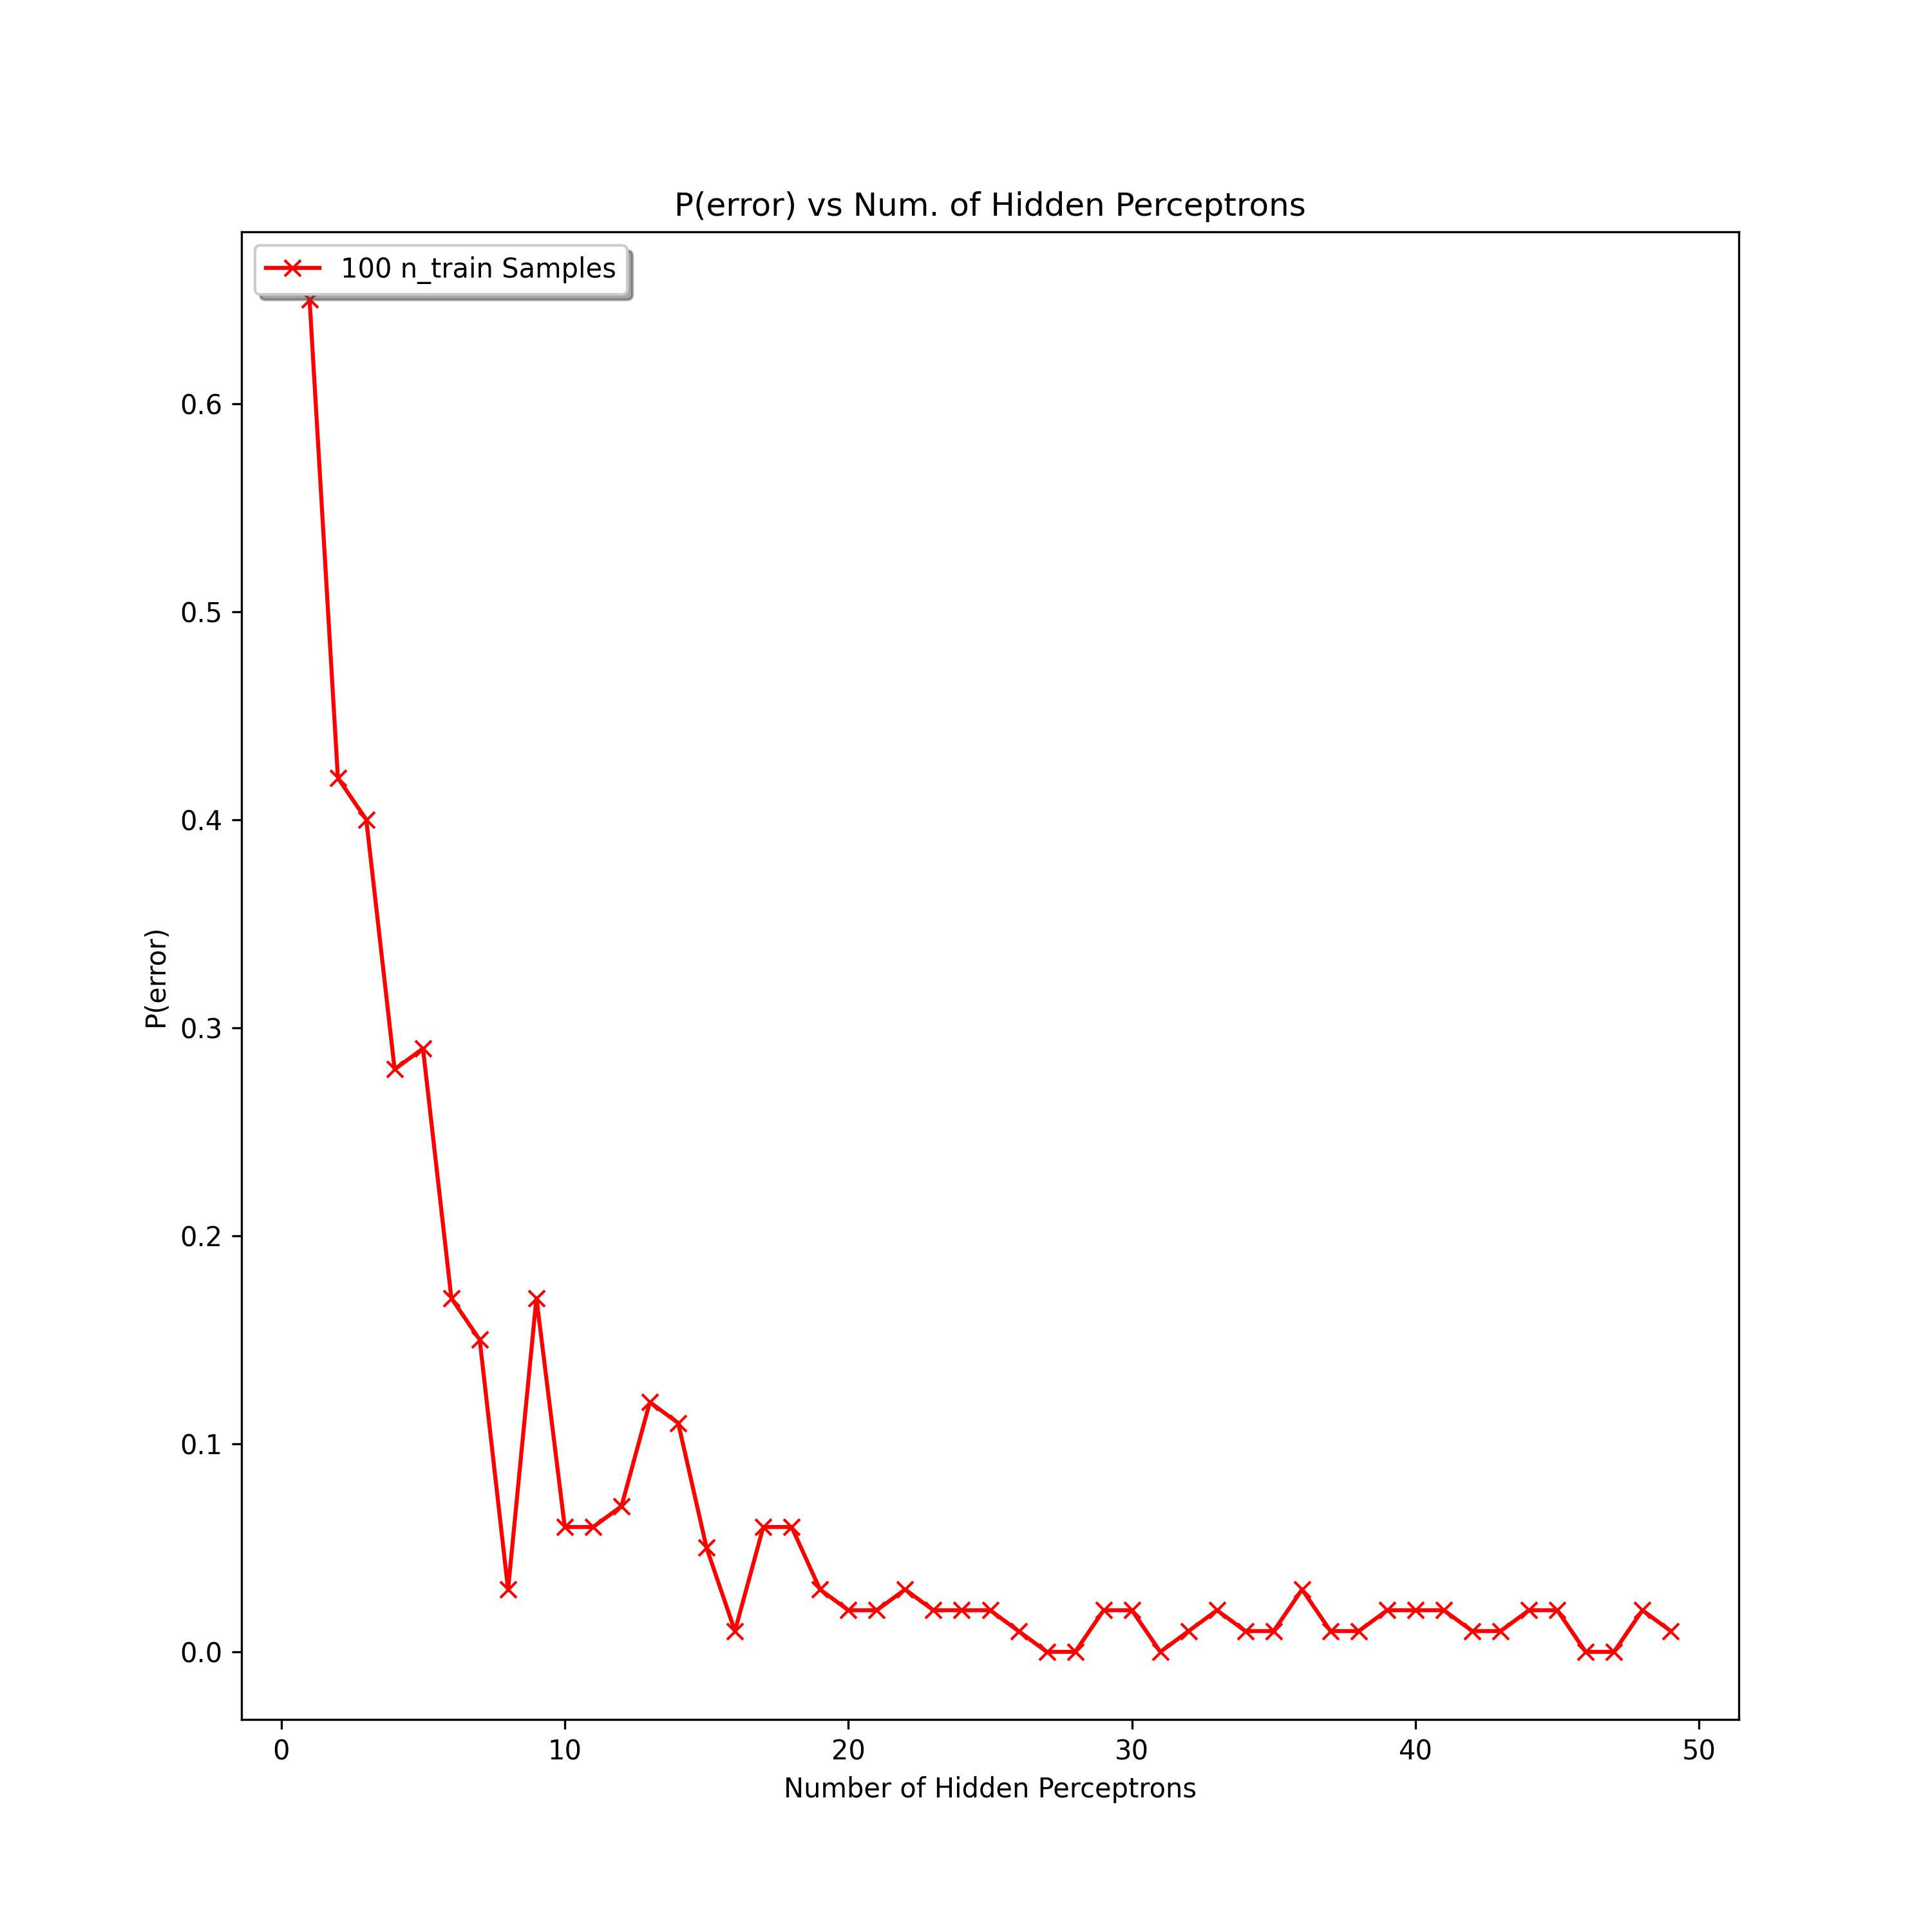 P(error) vs Num. of Hidden Perceptrons
100 n_train Samples
0.6
0.5
0.4
0.3
0.2
0.1
0.0
P(error)
0 10 20 30 40 50
Number of Hidden Perceptrons